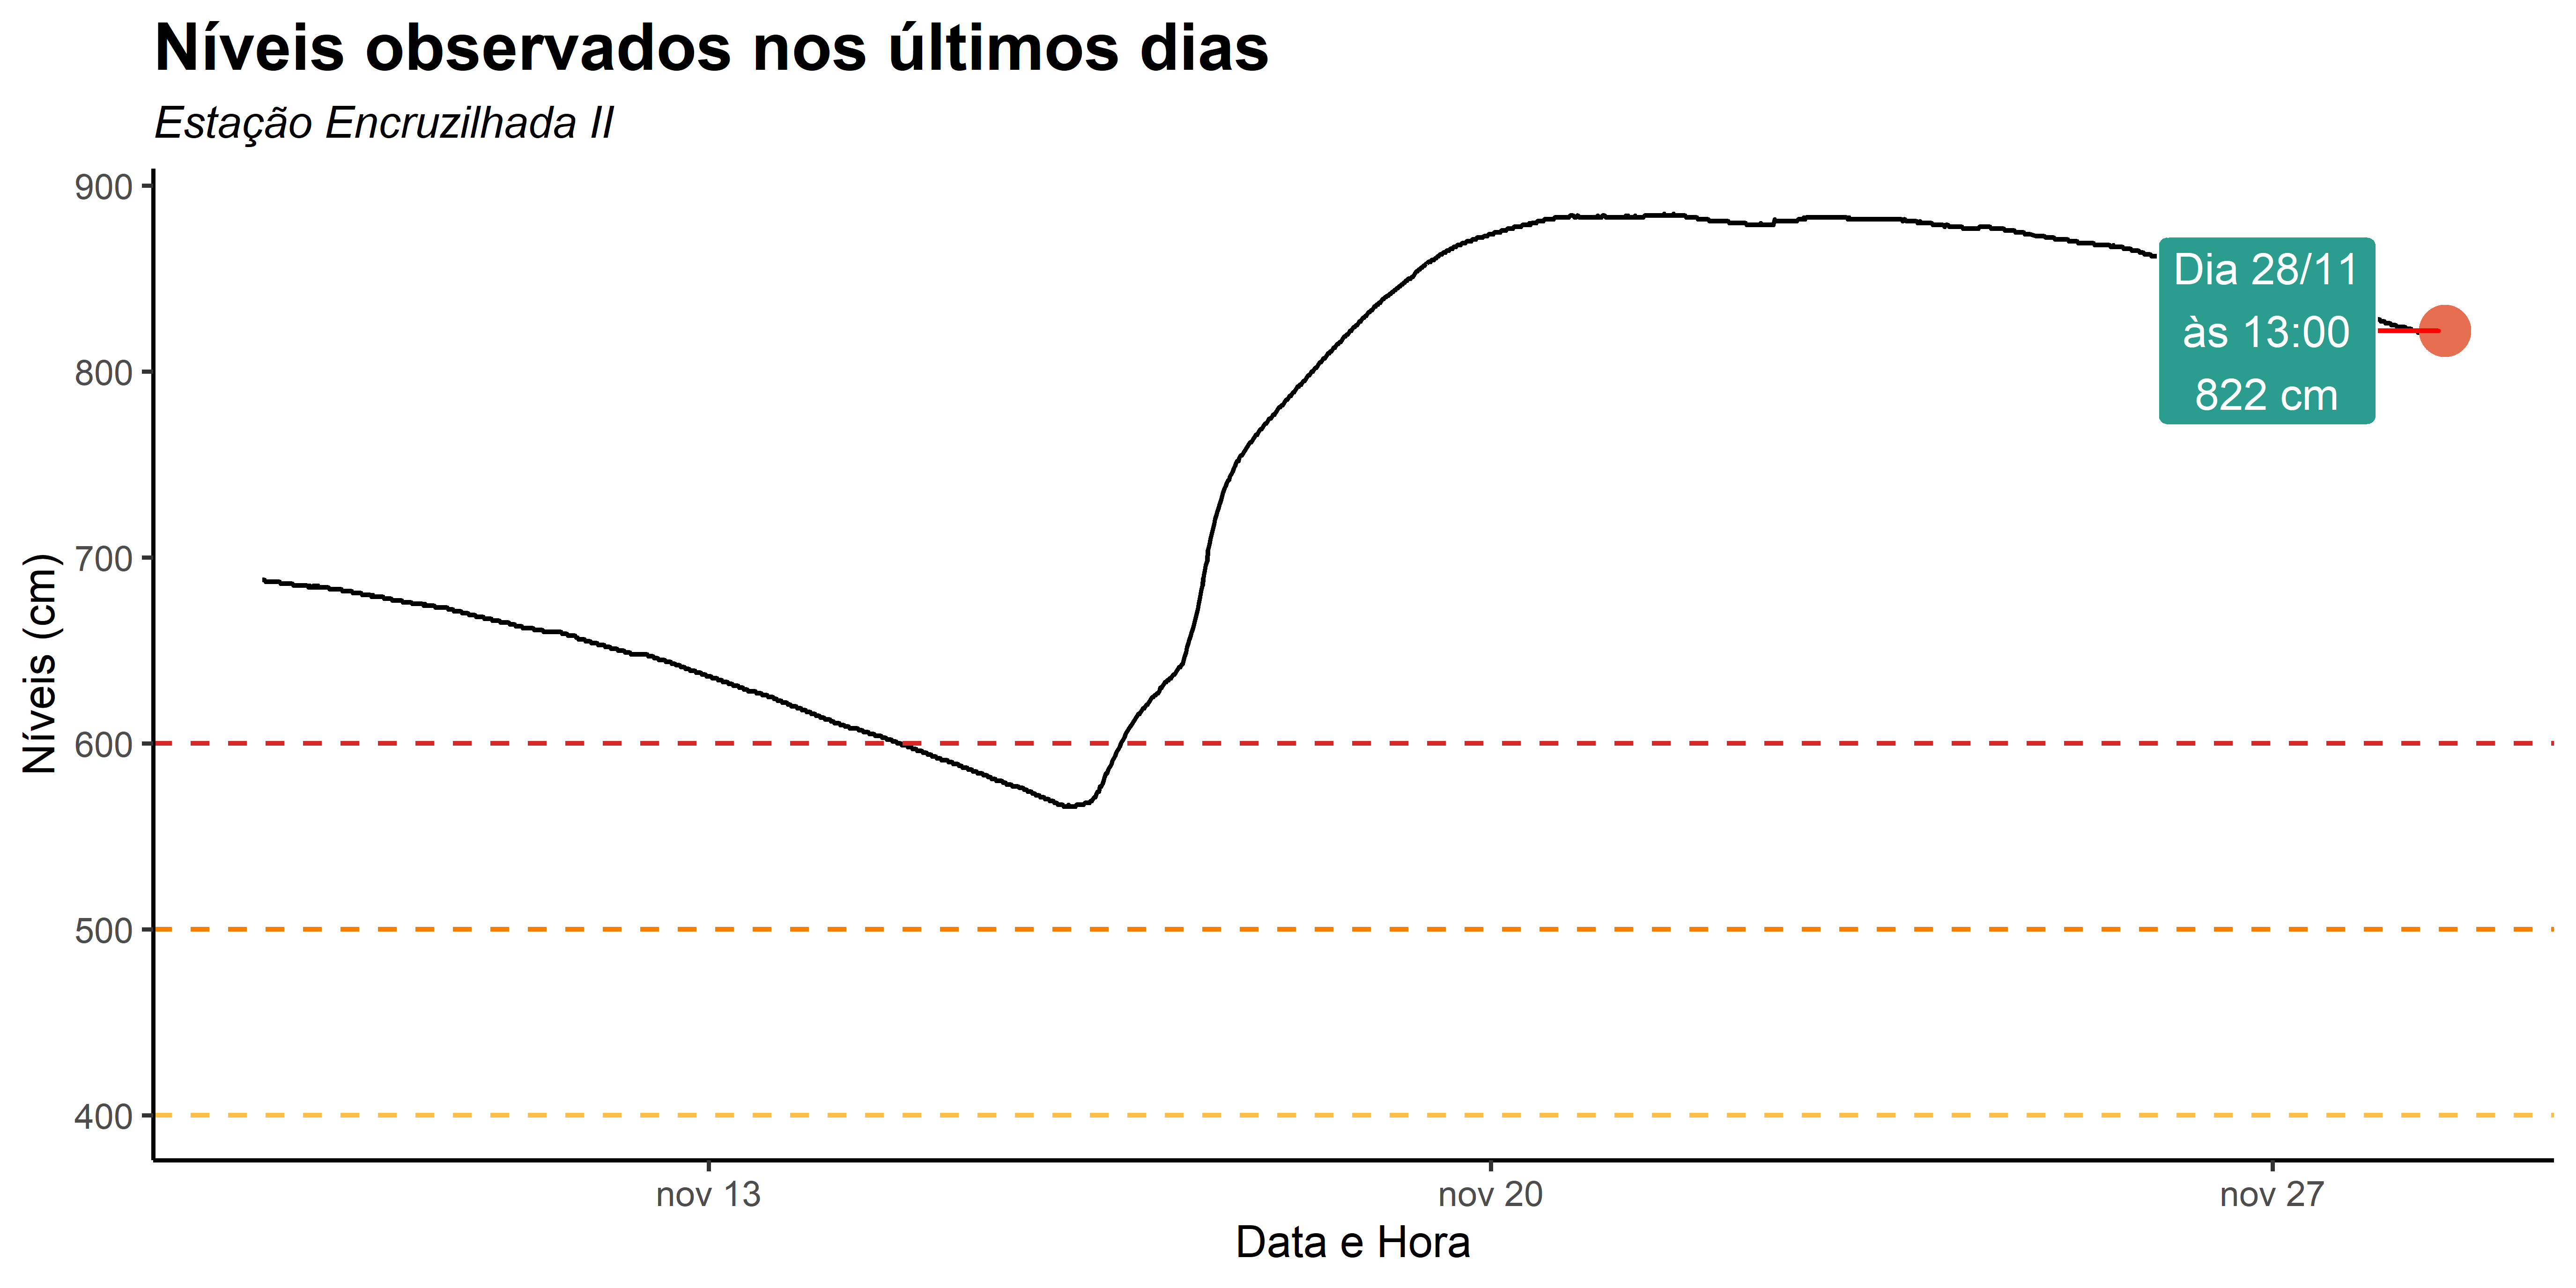 Níveis observados nos últimos dias
Estação Encruzilhada II
Níveis (cm)
900
800
700
600
500
400
Dia 28/11
às 13:00
822 cm
nov 13
nov 20
nov 27
Data e Hora